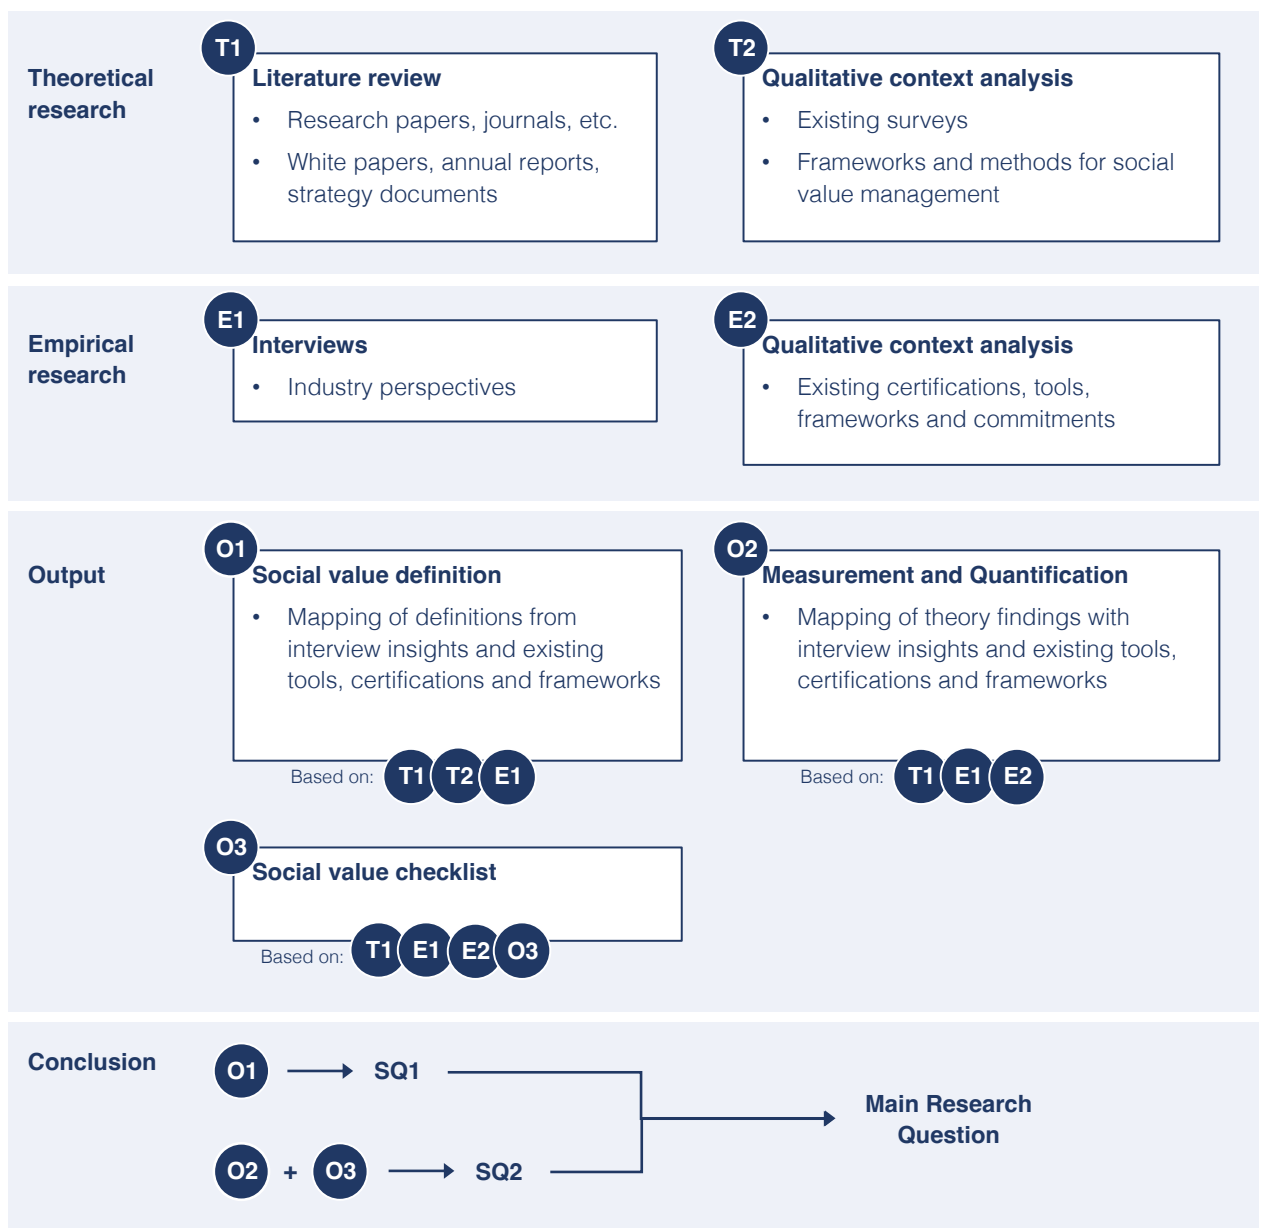 Theoretical
research
T1
Literature review
• Research papers, journals, etc.
• White papers, annual reports,
strategy documents
T2
Qualitative context analysis
• Existing surveys
• Frameworks and methods for social
value management
Empirical
research
E1
Interviews
• Industry perspectives
E2
Qualitative context analysis
• Existing certifications, tools,
frameworks and commitments
Output
O1
Social value definition
• Mapping of definitions from
interview insights and existing
tools, certifications and frameworks
Based on: T1 T2 E1
O2
Measurement and Quantification
• Mapping of theory findings with
interview insights and existing tools,
certifications and frameworks
Based on: T1 E1 E2
O3
Social value checklist
Based on: T1 E1 E2 O3
Conclusion
O1 SQ1
O2 + O3 SQ2
Main Research
Question